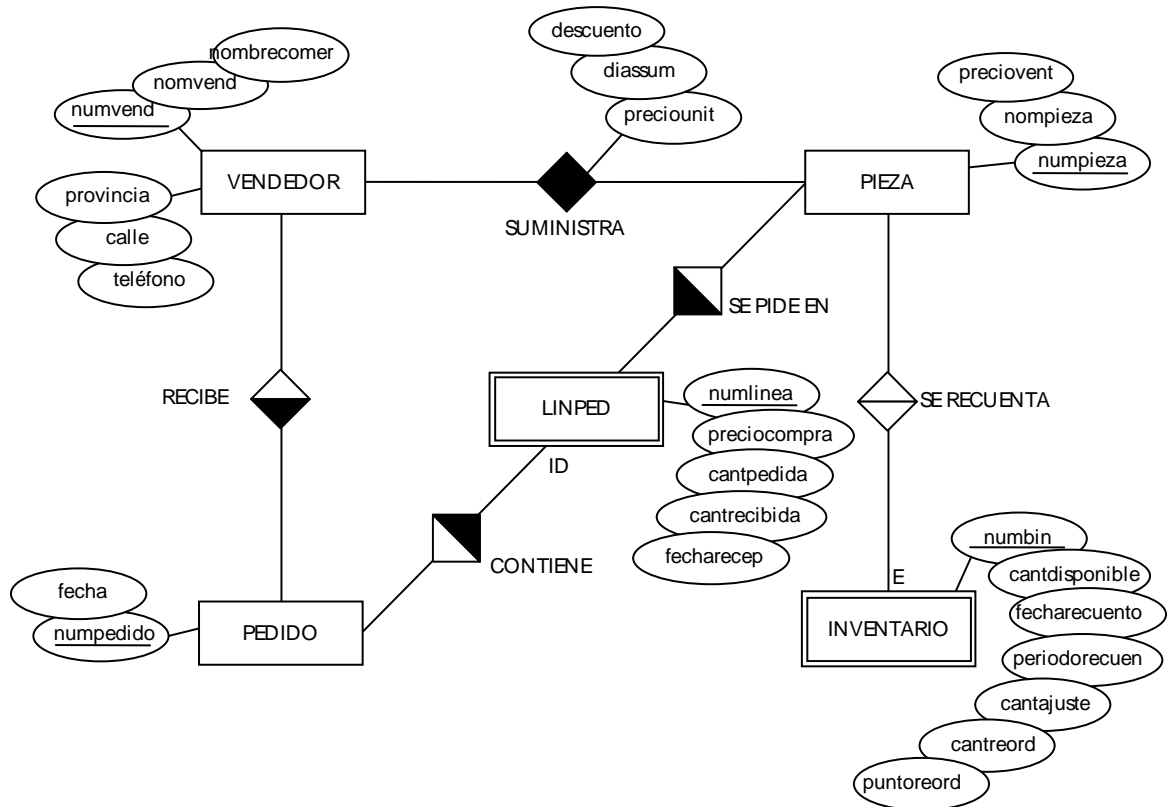 nombrecomer
nomvend
numvend
descuento
diassum
preciounit
preciovent
nompieza
numpieza
VENDEDOR
PIEZA
SUMINISTRA
provincia
calle
teléfono
SE PIDE EN
RECIBE
LINPED
ID
numlinea
preciocompra
cantpedida
cantrecibida
fecharecep
SE RECUENTA
CONTIENE
fecha
numpedido
PEDIDO
E
INVENTARIO
numbin
cantdisponible
fecharecuento
periodorecuen
cantajuste
cantreord
puntoreord